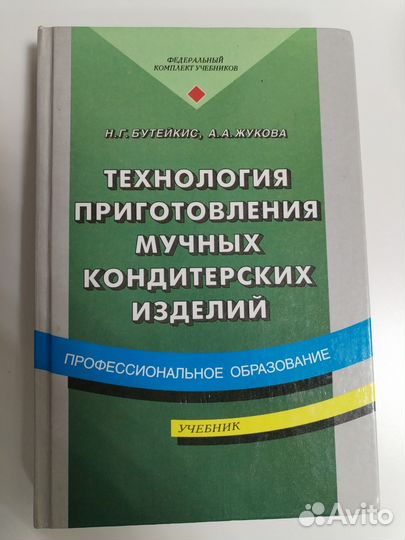 ФЕДЕРАЛЬНЫЙ
КОМПЛЕКТ УЧЕБНИКОВ
Н.Г. БУТЕЙКИС, А.А. ЖУКОВА
ТЕХНОЛОГИЯ
ПРИГОТОВЛЕНИЯ
МУЧНЫХ
КОНДИТЕРСКИХ
ИЗДЕЛИЙ
ПРОФЕССИОНАЛЬНОЕ ОБРАЗОВАНИЕ
УЧЕБНИК
Avito